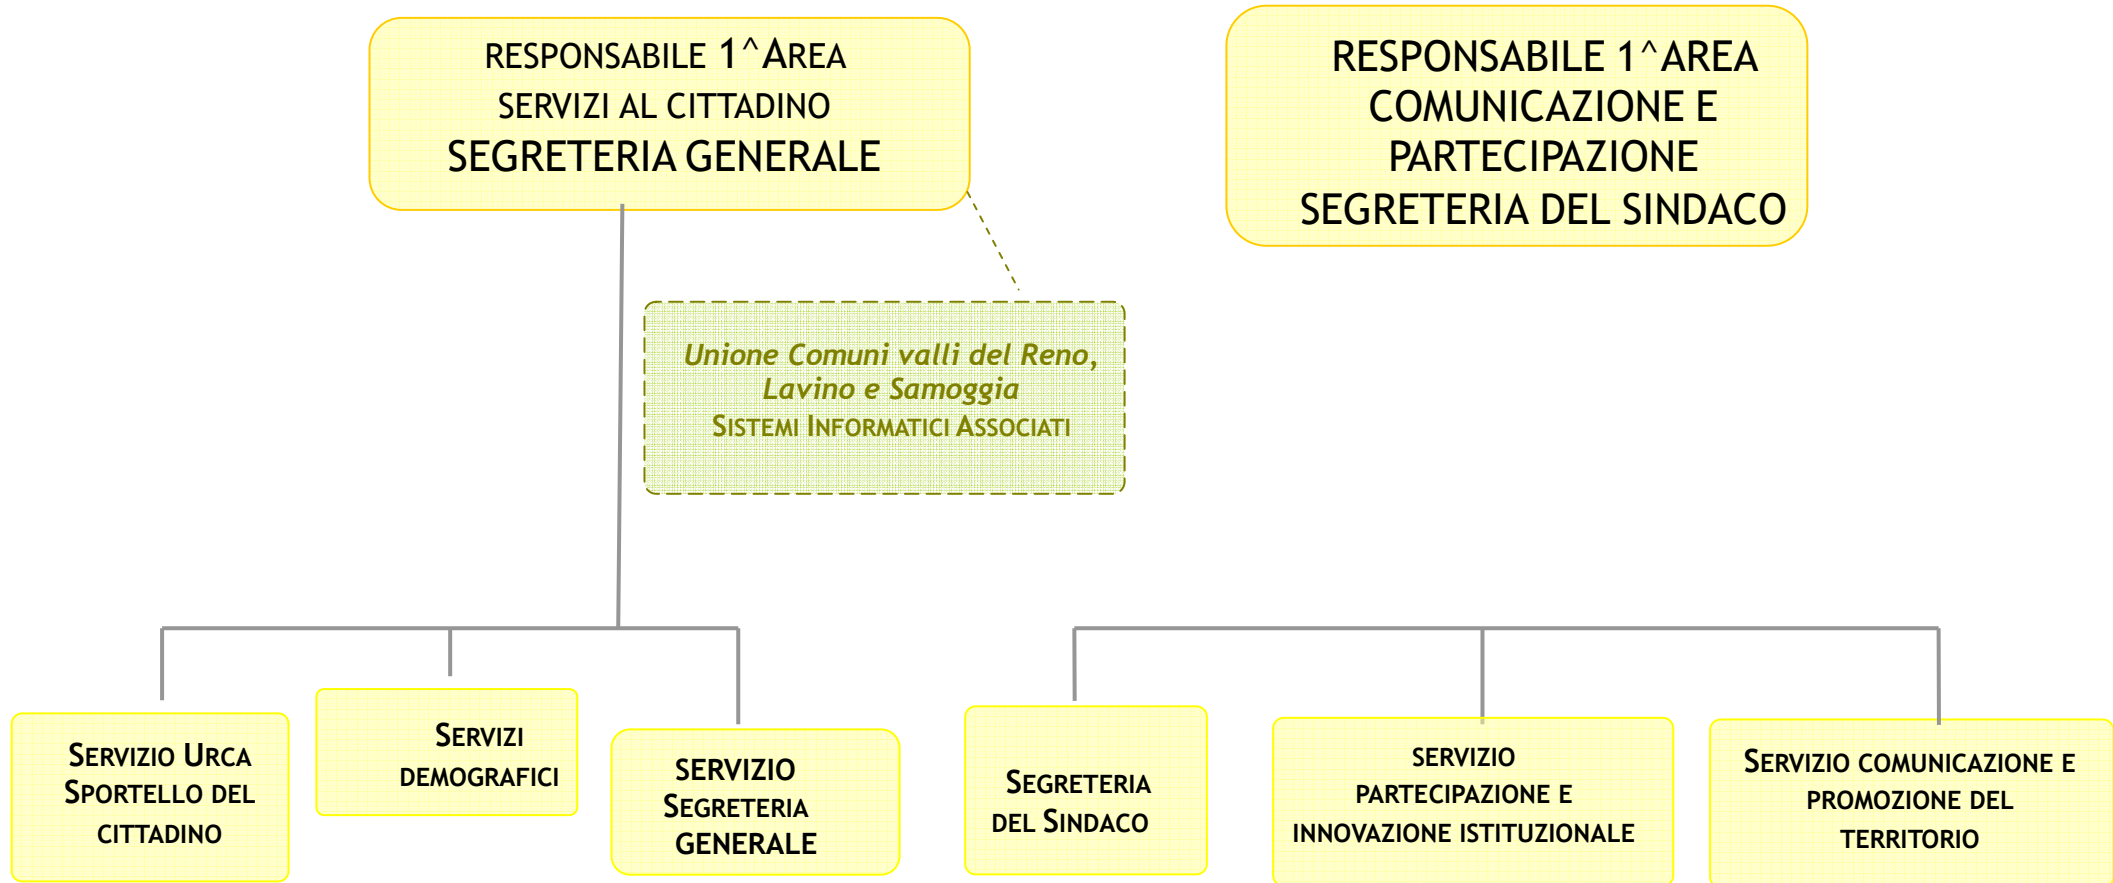 RESPONSABILE 1^AREA
SERVIZI AL CITTADINO
SEGRETERIA GENERALE
RESPONSABILE 1^AREA
COMUNICAZIONE E
PARTECIPAZIONE
SEGRETERIA DEL SINDACO
Unione Comuni valli del Reno,
Lavino e Samoggia
SISTEMI INFORMATICI ASSOCIATI
SERVIZIO URCA
SPORTELLO DEL
CITTADINO
SERVIZI
DEMOGRAFICI
SERVIZIO
SEGRETERIA
GENERALE
SEGRETERIA
DEL SINDACO
SERVIZIO
PARTECIPAZIONE E
INNOVAZIONE ISTITUZIONALE
SERVIZIO COMUNICAZIONE E
PROMOZIONE DEL
TERRITORIO